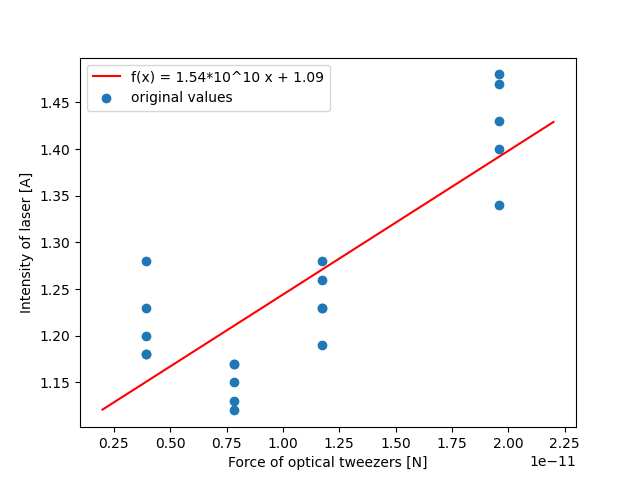 f(x) = 1.54*10^10 x + 1.09
original values
1.45
1.40
1.35
1.30
1.25
1.20
1.15
Intensity of laser [A]
0.25 0.50 0.75 1.00 1.25 1.50 1.75 2.00 2.25
Force of optical tweezers [N]
1e−11